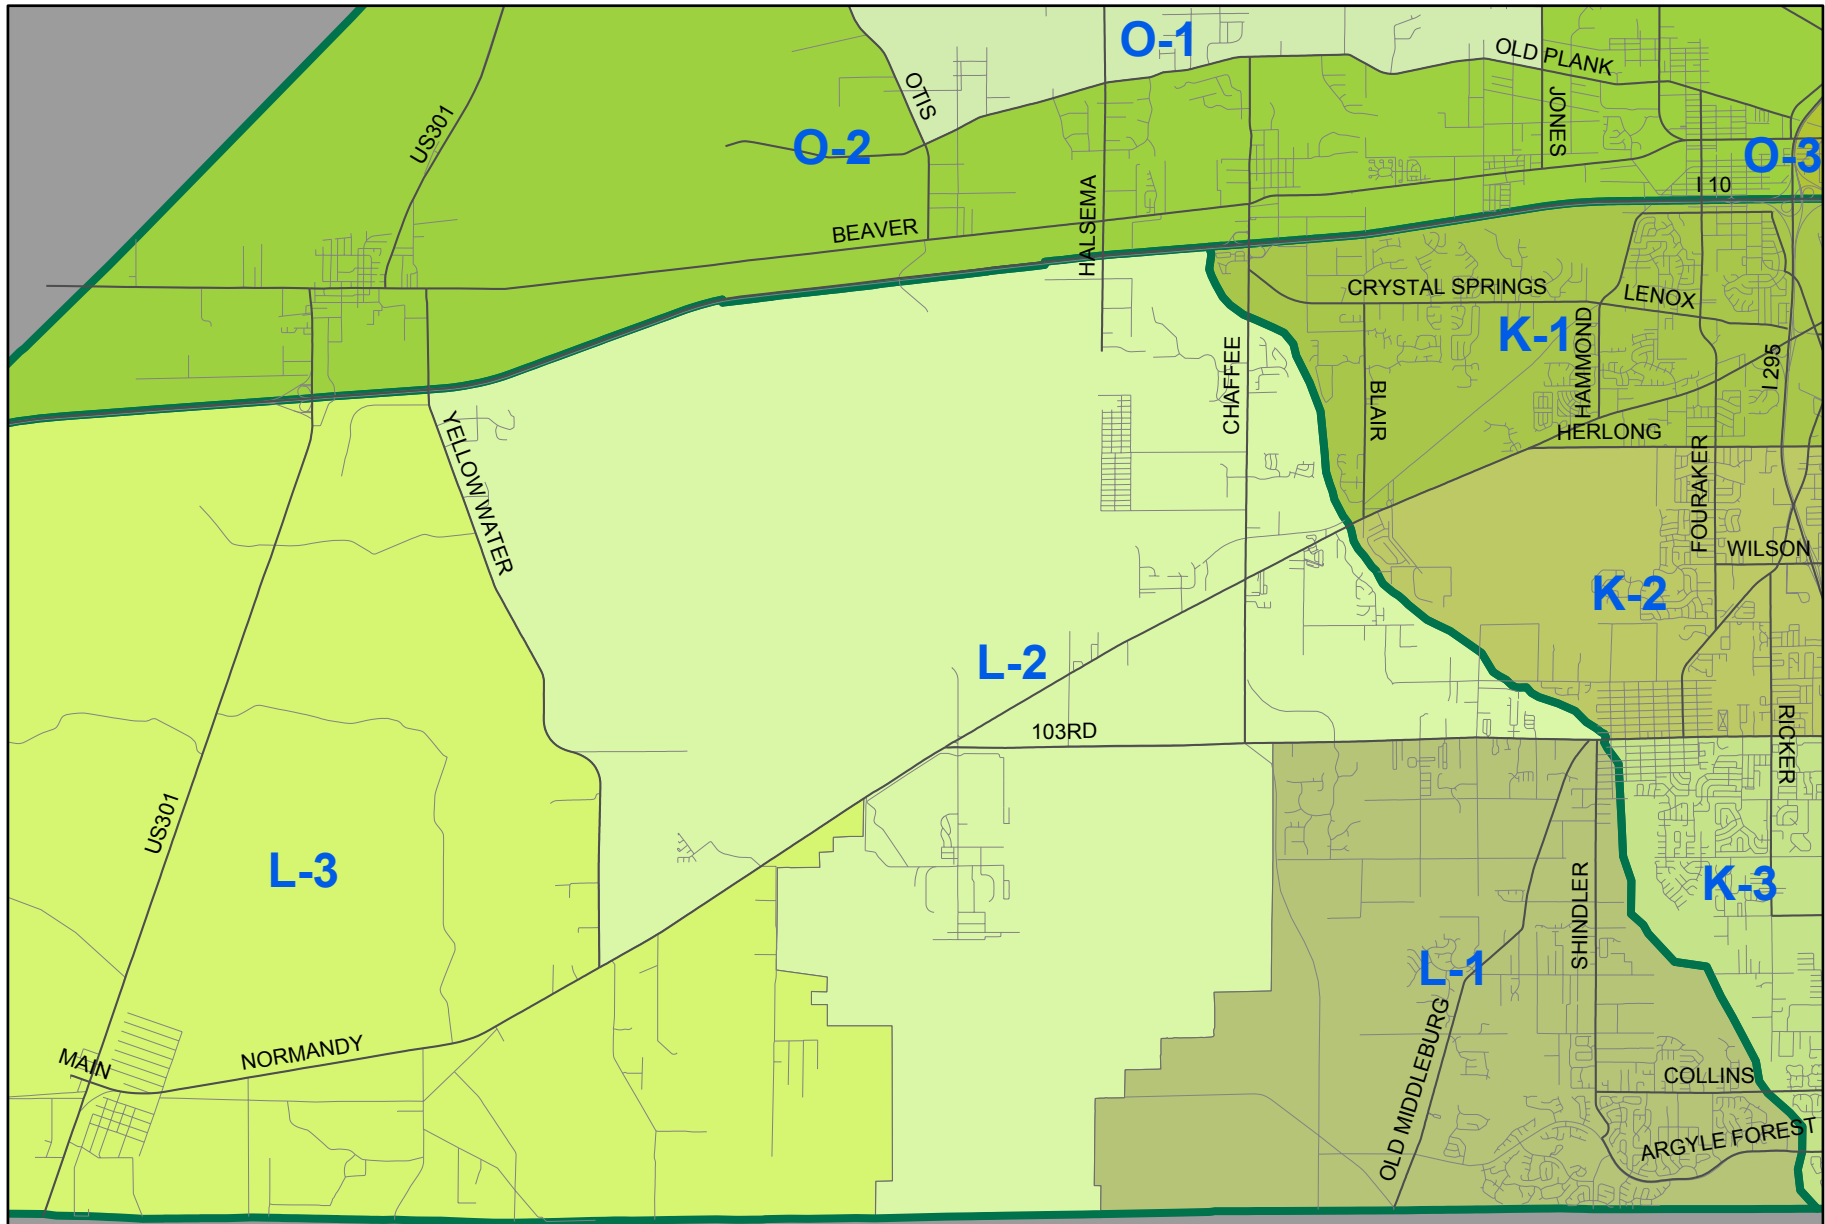 O-1
OLD PLANK
OTIS
US301
JONES
O-2
O-3
I 10
HALSEMA
BEAVER
CRYSTAL SPRINGS
LENOX
K-1
HAMMOND
CHAFFEE
I 295
BLAIR
HERLONG
YELLOW WATER
FOURAKER
WILSON
K-2
L-2
103RD
RICKER
US301
L-3
K-3
SHINDLER
L-1
OLD MIDDLEBURG
NORMANDY
MAIN
COLLINS
ARGYLE FOREST